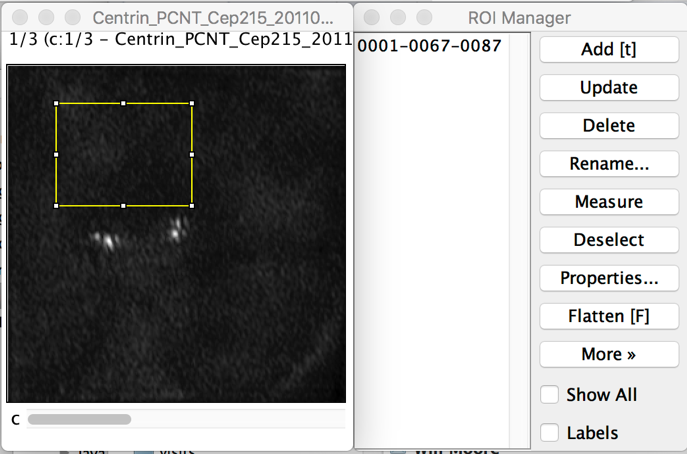 Centrin_PCNT_Cep215_20110...
1/3 (c:1/3 - Centrin_PCNT_Cep215_2011
c
ROI Manager
0001-0067-0087
Add [t]
Update
Delete
Rename...
Measure
Deselect
Properties...
Flatten [F]
More »
Show All
Labels